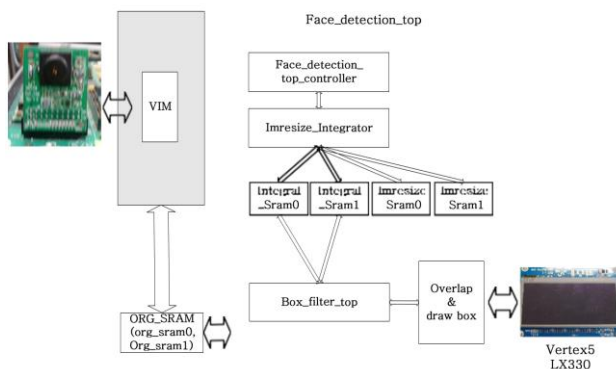 Face_detection_top
Face_detection_
top_controller
VIM
Imresize_Integrator
Integral
_Sram0
Integral
_Sram1
Imresize
Sram0
Imresize
Sram1
ORG_SRAM
(org_sram0,
Org_sram1)
Box_filter_top
Overlap
&
draw box
Vertex5
LX330